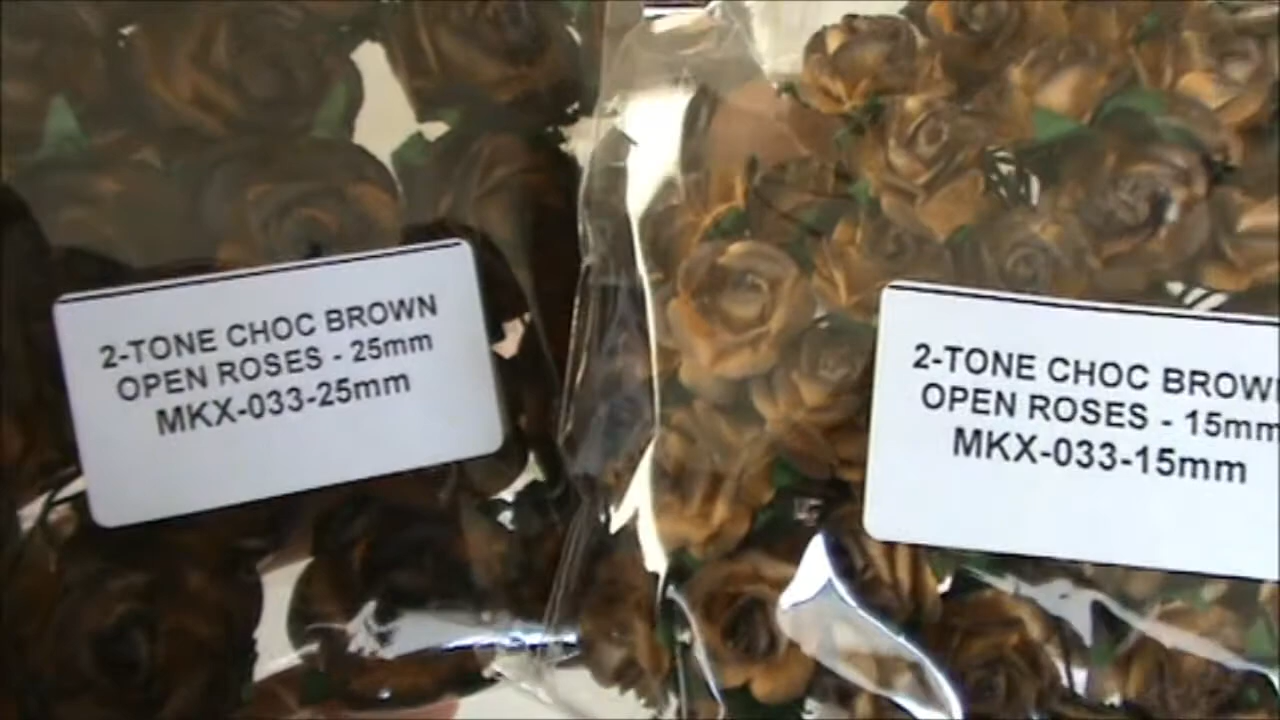 2-TONE CHOC BROWN
OPEN ROSES - 25mm
MKX-033-25mm
2-TONE CHOC BROWN
OPEN ROSES - 15mm
MKX-033-15mm